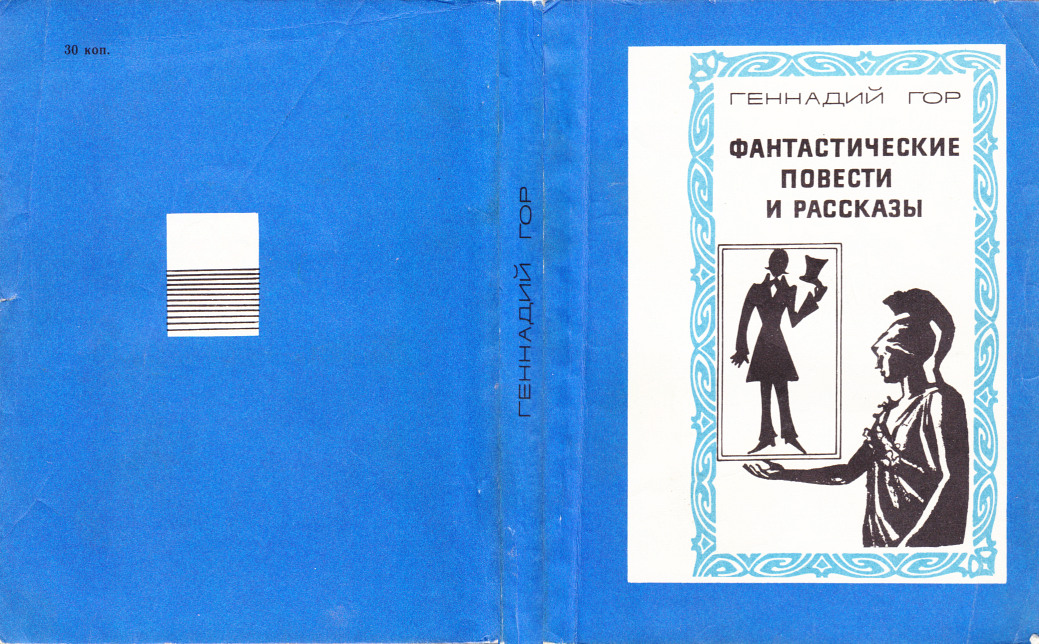 30 коп.
ГЕННАДИЙ ГОР
ГЕННАДИЙ ГОР
ФАНТАСТИЧЕСКИЕ
ПОВЕСТИ
И РАССКАЗЫ